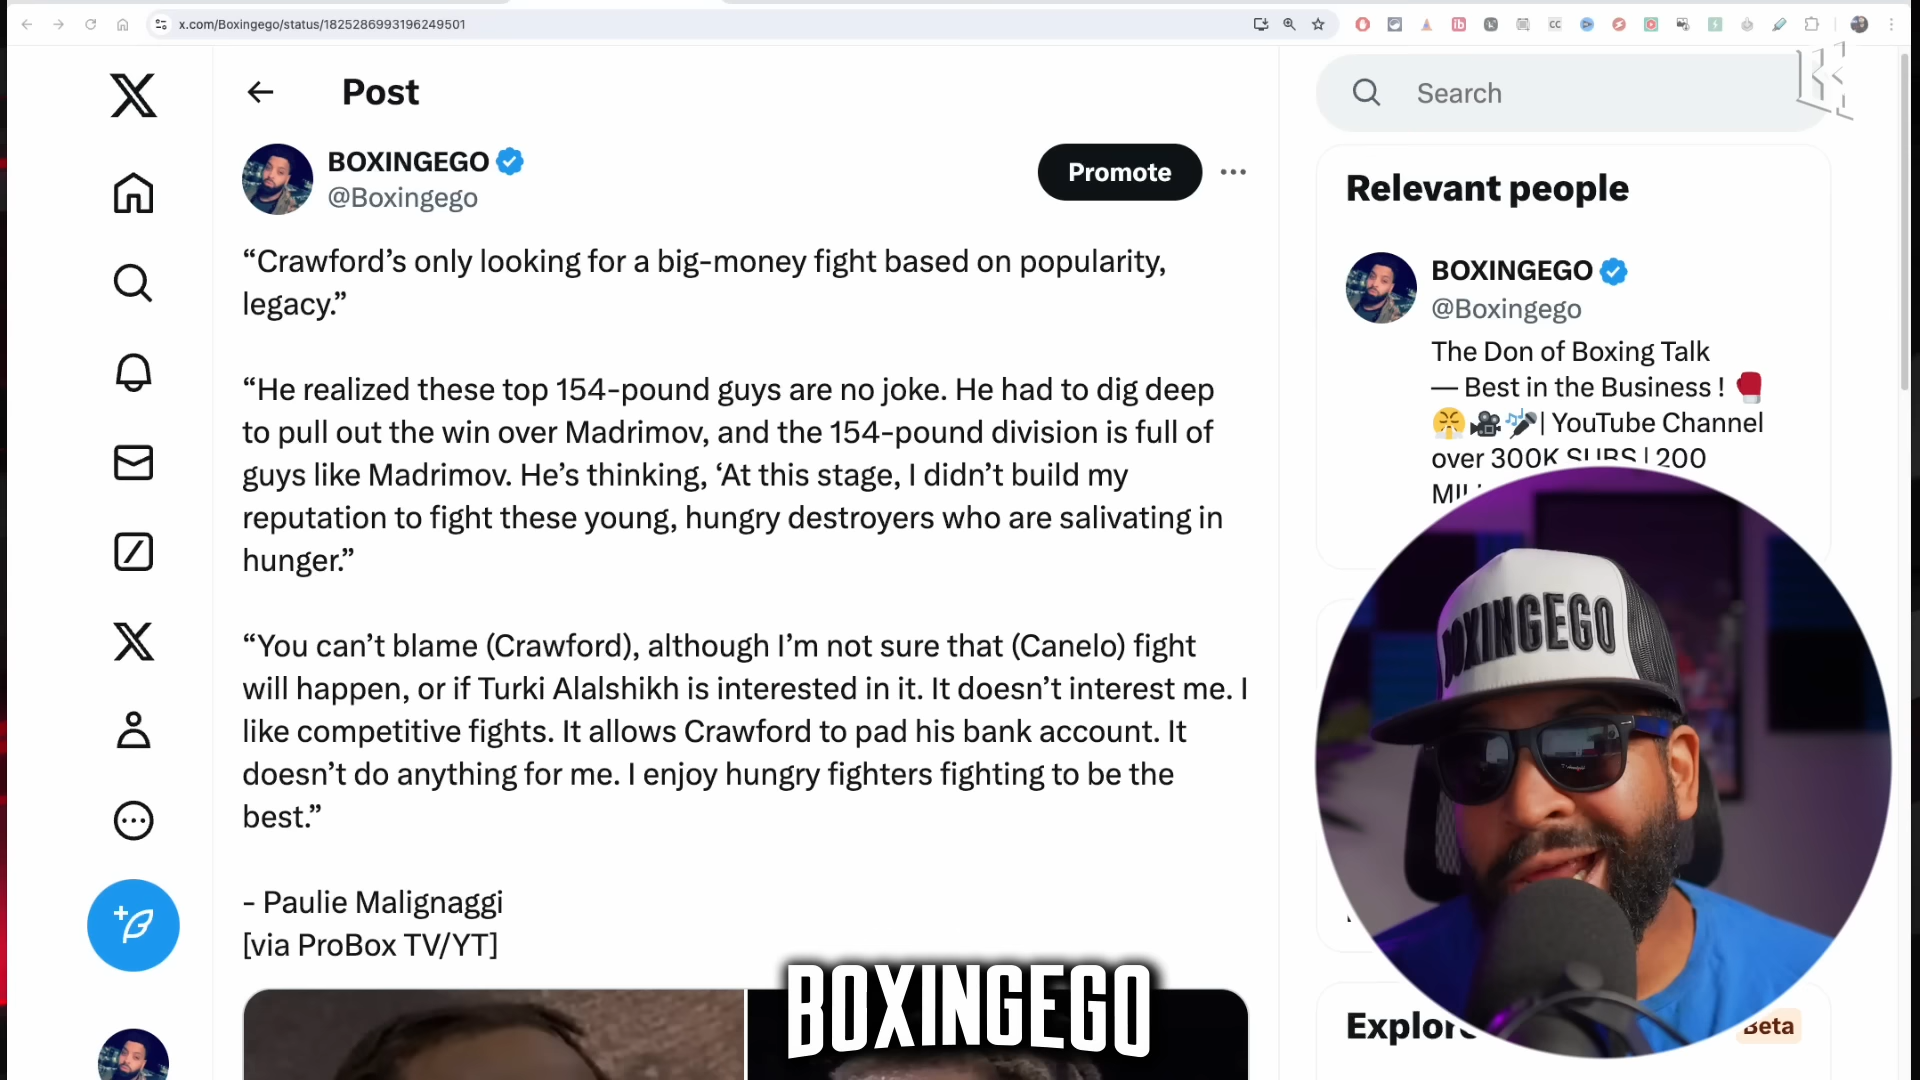 x.com/Boxingego/status/1825286993196249501
Post
Search
BOXINGEGO
@Boxingego
Promote
“Crawford’s only looking for a big-money fight based on popularity,
legacy.”
“He realized these top 154-pound guys are no joke. He had to dig deep
to pull out the win over Madrimov, and the 154-pound division is full of
guys like Madrimov. He’s thinking, ‘At this stage, I didn’t build my
reputation to fight these young, hungry destroyers who are salivating in
hunger.”
“You can’t blame (Crawford), although I’m not sure that (Canelo) fight
will happen, or if Turki Alalshikh is interested in it. It doesn’t interest me. I
like competitive fights. It allows Crawford to pad his bank account. It
doesn’t do anything for me. I enjoy hungry fighters fighting to be the
best.”
- Paulie Malignaggi
[via ProBox TV/YT]
Relevant people
BOXINGEGO
@Boxingego
The Don of Boxing Talk
— Best in the Business !
| YouTube Channel
over 300K SUBS | 200
BOXINGEGO
BOXINGEGO
Beta